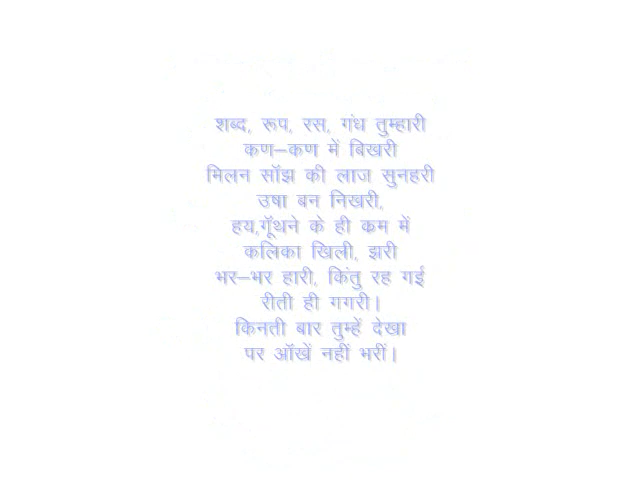 शब्द, रूप, रस, गंध तुम्हारी
कण–कण में बिखरी
मिलन सॉंझ की लाज सुनहरी
उषा बन निखरी,
हय,गूँथने के ही क्रम में
कलिका खिली, झरी
भर–भर हारी, किंतु रह गई
रीती ही गगरी।
किनती बार तुम्हें देखा
पर ऑंखें नहीं भरीं।